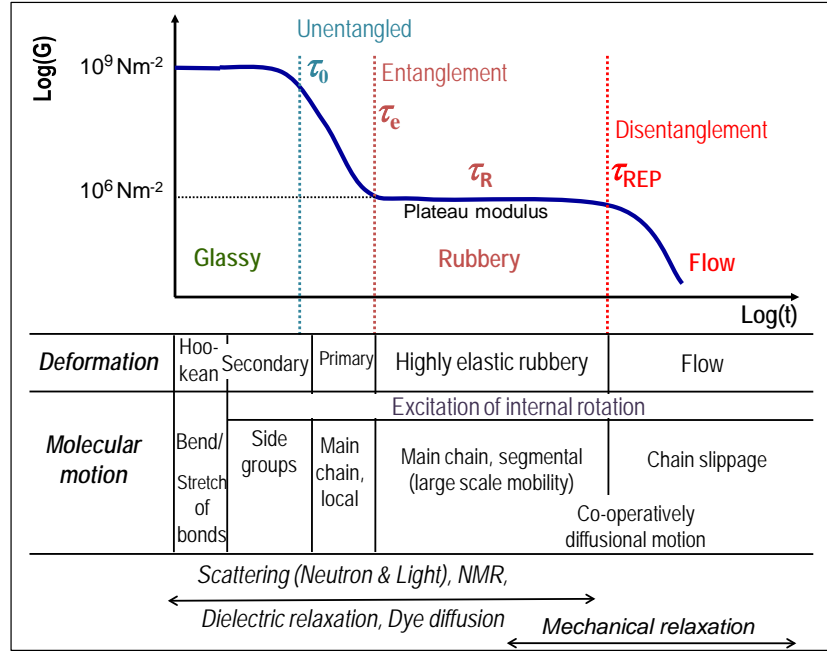 Log(G)
Unentangled
10⁹ Nm⁻²
τ₀
Entanglement
τₑ
Disentanglement
τ_R
τ_REP
10⁶ Nm⁻²
Plateau modulus
Glassy
Rubbery
Flow
Log(t)
Deformation
Hoo-
kean
Secondary
Primary
Highly elastic rubbery
Flow
Excitation of internal rotation
Molecular
motion
Bend/
Stretch
of
bonds
Side
groups
Main
chain,
local
Main chain, segmental
(large scale mobility)
Chain slippage
Co-operatively
diffusional motion
Scattering (Neutron & Light), NMR,
Dielectric relaxation, Dye diffusion
Mechanical relaxation